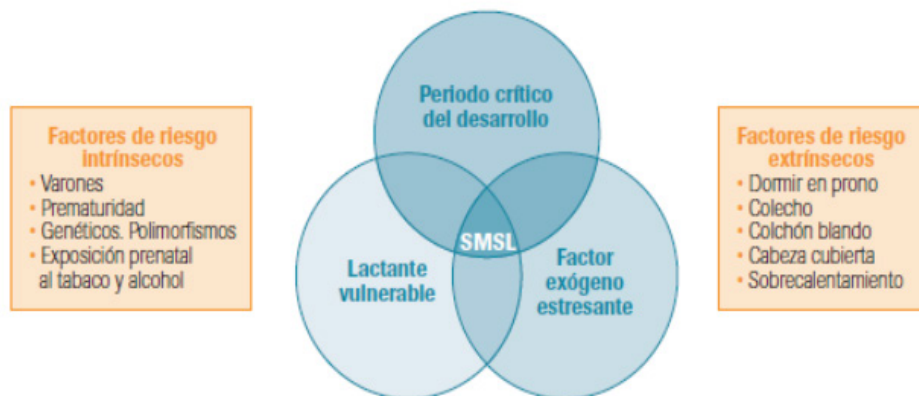 Factores de riesgo
intrínsecos
• Varones
• Prematuridad
• Genéticos. Polimorfismos
• Exposición prenatal
al tabaco y alcohol
Periodo crítico
del desarrollo
SMSL
Lactante
vulnerable
Factor
exógeno
estresante
Factores de riesgo
extrínsecos
• Dormir en prono
• Colecho
• Colchón blando
• Cabeza cubierta
• Sobrecalentamiento